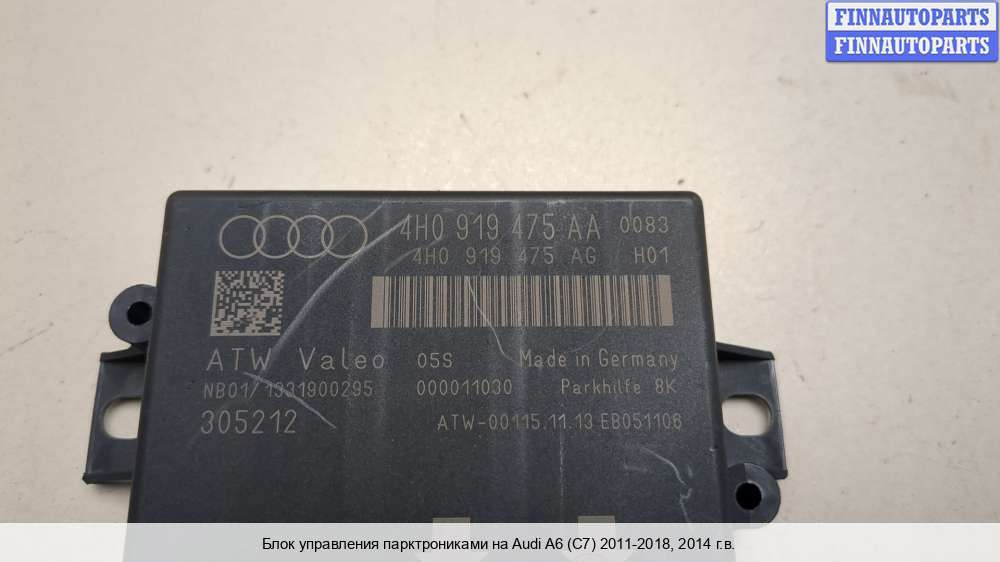 FINNAUTOPARTS
FINNAUTOPARTS
4H0 919 475 AA 0083
4H0 919 475 AG H01
ATW Valeo 05S Made in Germany
NB01/1331900295 000011030 Parkhilfe 8K
305212 ATW-00115.11.13 EB051106
Блок управления парктрониками на Audi A6 (C7) 2011-2018, 2014 г.в.